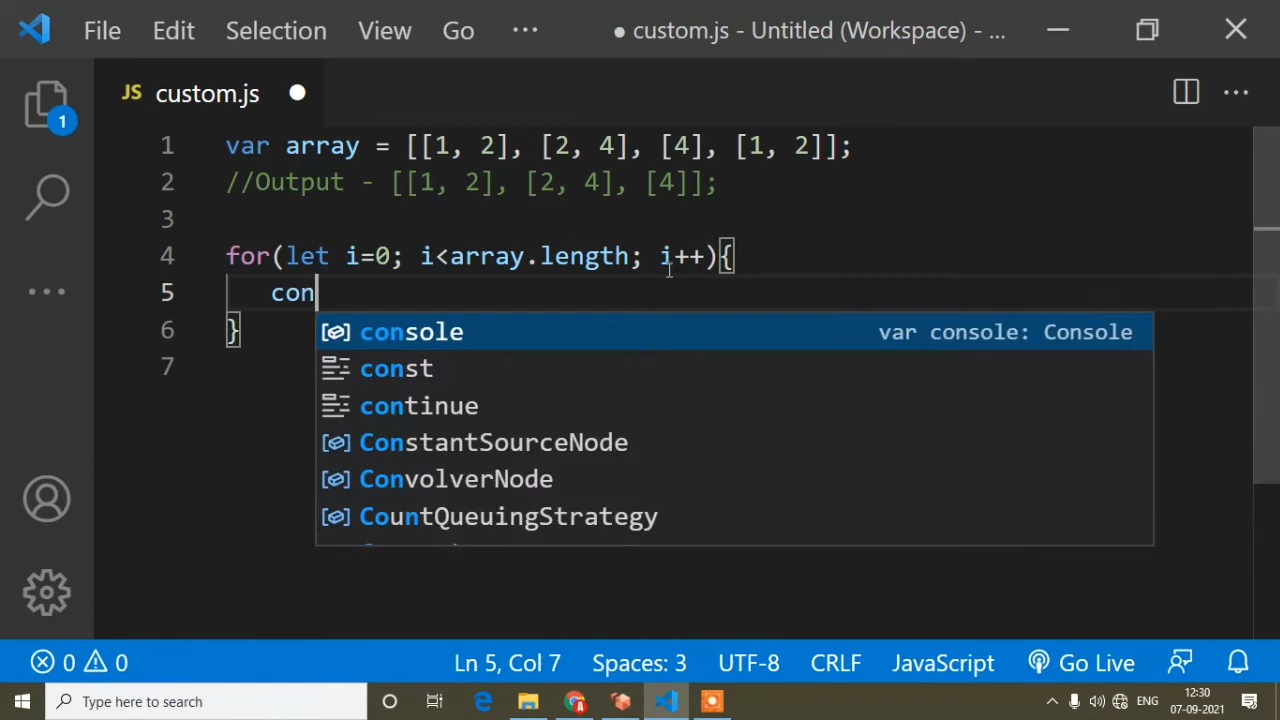 File Edit Selection View Go ··· ● custom.js - Untitled (Workspace) - ...
JS custom.js ●
1 var array = [[1, 2], [2, 4], [4], [1, 2]];
2 //Output - [[1, 2], [2, 4], [4]];
3
4 for(let i=0; i<array.length; i++){
5 con
6 }
7
console var console: Console
const
continue
ConstantSourceNode
ConvolverNode
CountQueuingStrategy
1
0 0 Ln 5, Col 7 Spaces: 3 UTF-8 CRLF JavaScript Go Live
Type here to search ENG 12:30
07-09-2021